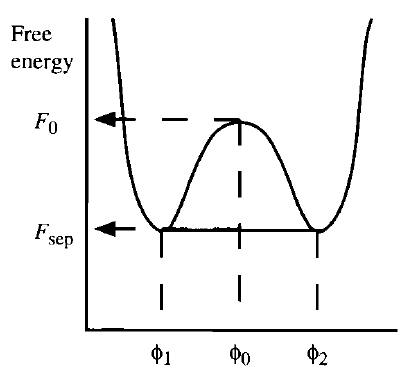 Free
energy
F₀
Fsep
ϕ₁ ϕ₀ ϕ₂